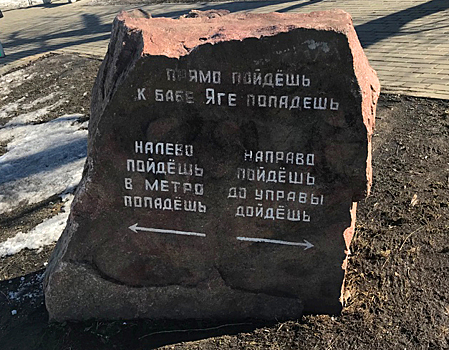 ПРЯМО ПОЙДЁШЬ
К БАБЕ ЯГЕ ПОПАДЕШЬ
НАЛЕВО
ПОЙДЁШЬ
В МЕТРО
ПОПАДЁШЬ
НАПРАВО
ПОЙДЁШЬ
ДО УПРАВЫ
ДОЙДЁШЬ